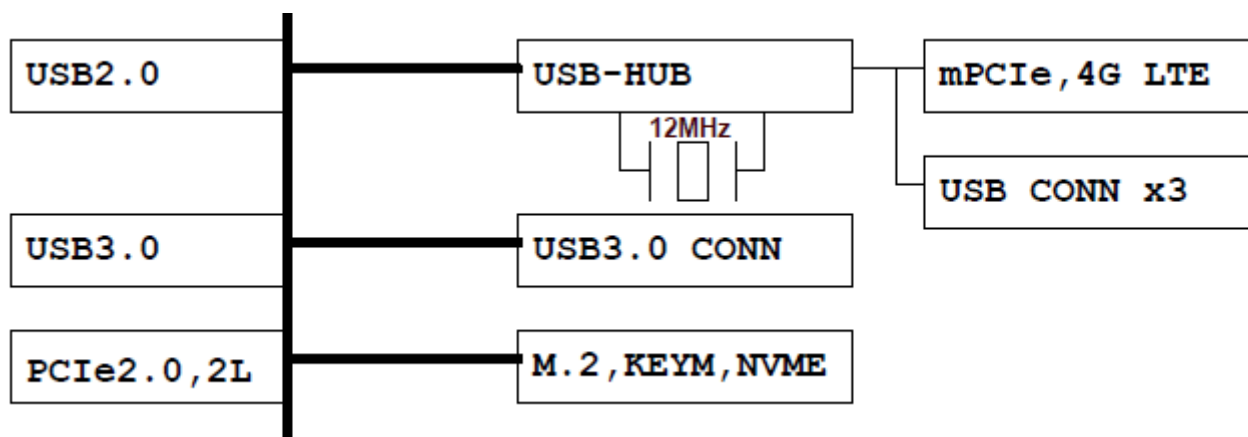 USB2.0
USB-HUB
mPCIe,4G LTE
12MHz
USB CONN x3
USB3.0
USB3.0 CONN
PCIe2.0,2L
M.2,KEYM,NVME